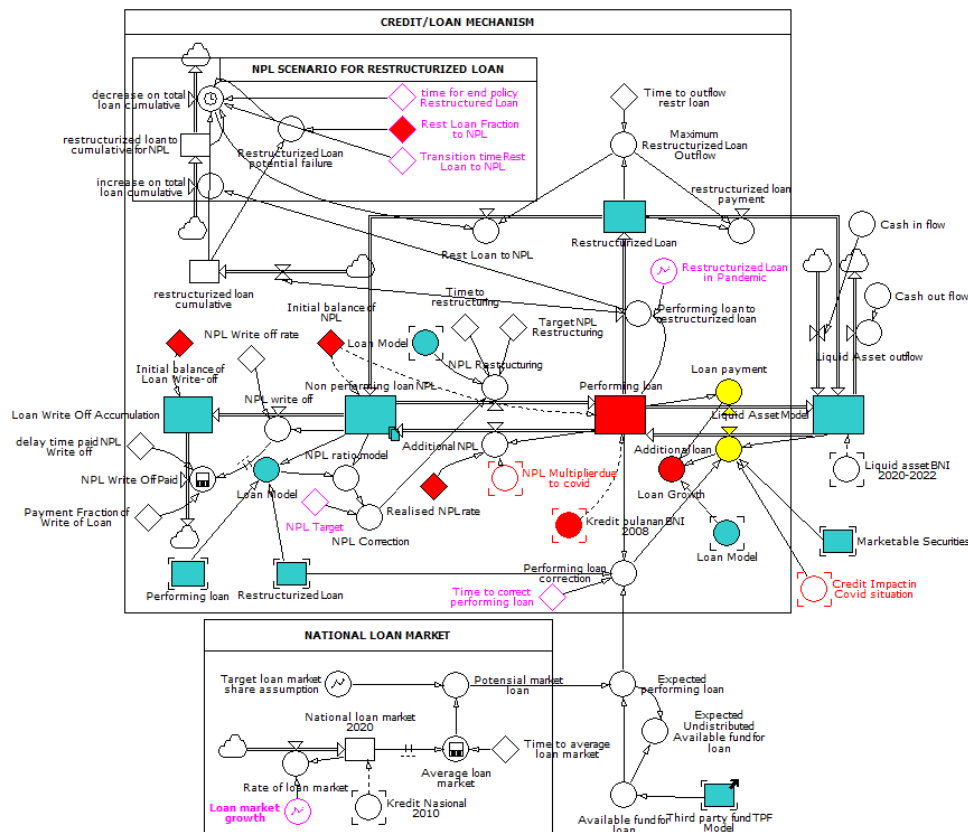 CREDIT/LOAN MECHANISM
NPL SCENARIO FOR RESTRUCTURIZED LOAN
decrease on total
loan cumulative
time for end policy
Restructured Loan
Time to outflow
restr loan
Rest Loan Fraction
to NPL
restructurized loan to
cumulative for NPL
Restructurized Loan
potential failure
Transition time Rest
Loan to NPL
Maximum
Restructurized Loan
Outflow
increase on total
loan cumulative
restructurized loan
payment
Cash in flow
Rest Loan to NPL
Restructurized Loan
restructurized loan
cumulative
Restructurized Loan
in Pandemic
Time to
restructuring
Cash out flow
Initial balance of
NPL
Performing loan to
restructurized loan
NPL Write off rate
Target NPL
Restructuring
Loan Model
Liquid Asset outflow
Initial balance of
Loan Write-off
NPL Restructuring
Loan payment
Non performing loan NPL
Performing loan
Loan Write Off Accumulation
NPL write off
Liquid Asset Model
delay time paid NPL
Write off
NPL ratio model
Additional NPL
Additional loan
NPL Write Off Paid
Loan Model
NPL Multiplier due
to covid
Loan Growth
Liquid asset BNI
2020-2022
Payment Fraction of
Write of Loan
NPL Target
Realised NPL rate
NPL Correction
Kredit bulanan BNI
2008
Loan Model
Marketable Securities
Performing loan
Restructurized Loan
Performing loan
correction
Time to correct
performing loan
Credit Impact in
Covid situation
NATIONAL LOAN MARKET
Target loan market
share assumption
Potensial market
loan
Expected
performing loan
National loan market
2020
Expected
Undistributed
Available fund for
loan
Time to average
loan market
Rate of loan market
Average loan
market
Loan market
growth
Kredit Nasional
2010
Available fund for
loan
Third party fund TPF
Model